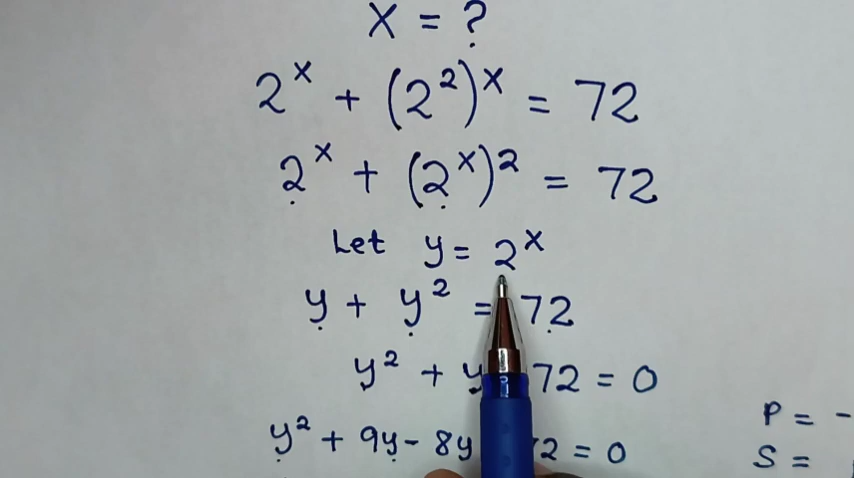 x = ?
2^x + (2^2)^x = 72
2^x + (2^x)^2 = 72
Let y = 2^x
y + y^2 = 72
y^2 + y 72 = 0
y^2 + 9y - 8y 72 = 0
P = -
S =